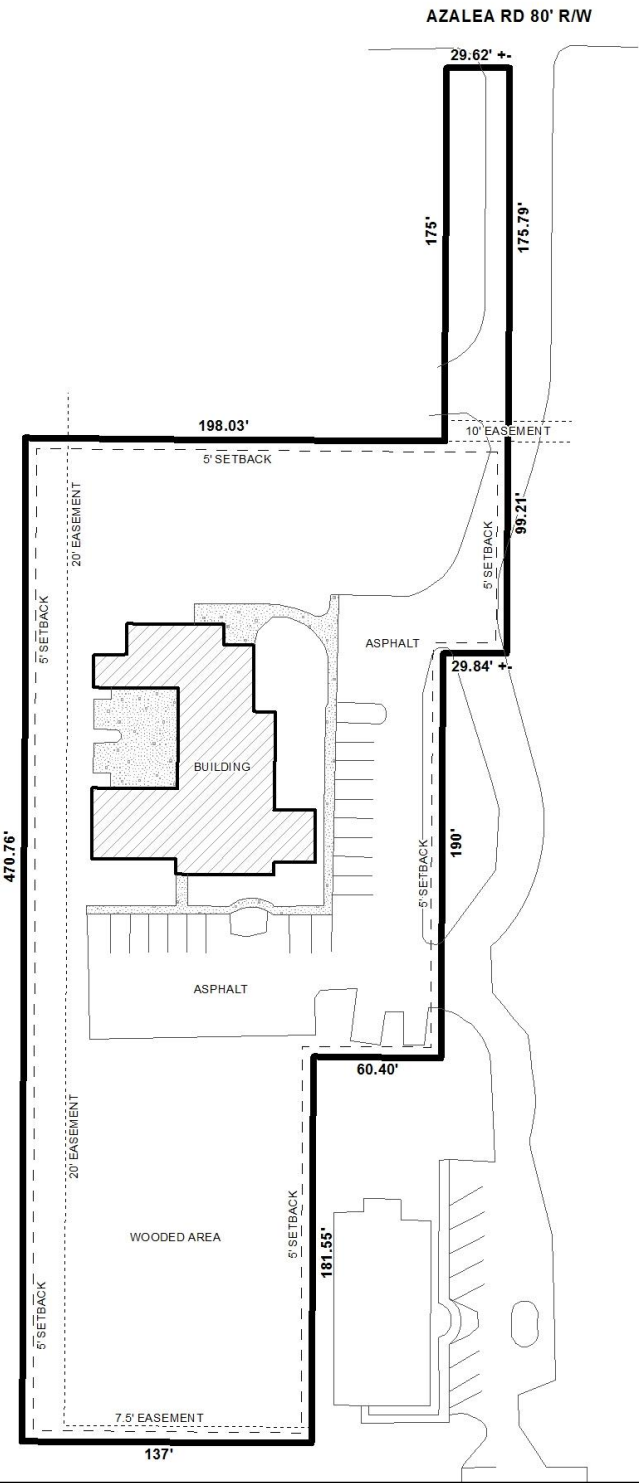 AZALEA RD 80' R/W
29.62' +-
175'
175.79'
198.03'
10' EASEMENT
5' SETBACK
20' EASEMENT
99.21'
5' SETBACK
5' SETBACK
ASPHALT
29.84' +-
BUILDING
470.76'
190'
5' SETBACK
ASPHALT
60.40'
20' EASEMENT
5' SETBACK
WOODED AREA
181.55'
5' SETBACK
7.5' EASEMENT
137'